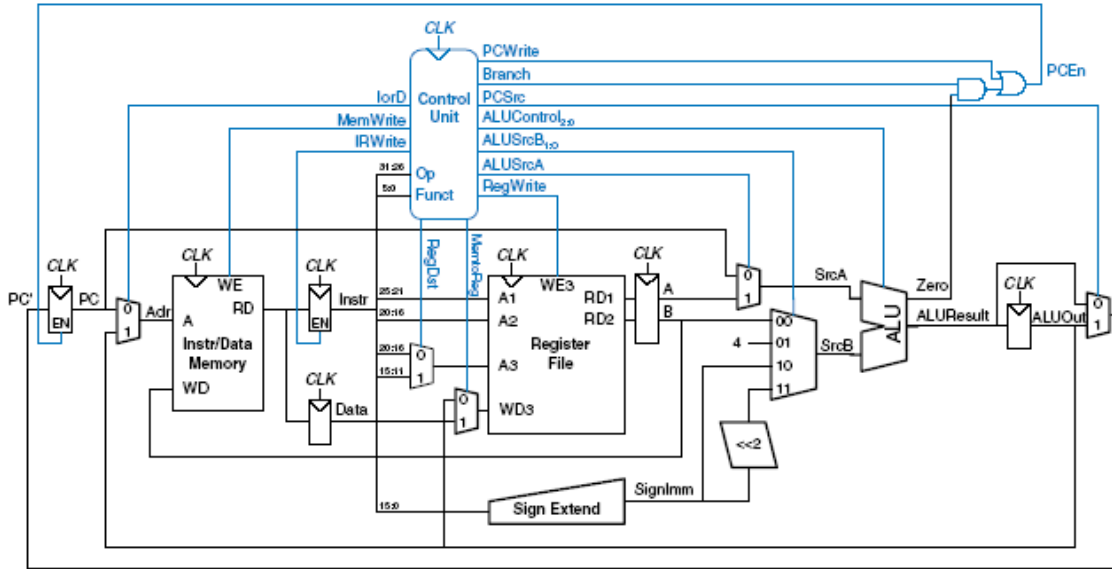 CLK
PCWrite
Branch
PCEn
IorD
Control
Unit
PCSrc
MemWrite
ALUControl2:0
IRWrite
ALUSrcB1:0
31:26
Op
ALUSrcA
5:0
Funct
RegWrite
RegDst
MemtoReg
CLK
CLK
CLK
CLK
CLK
CLK
PC'
PC
EN
0
1
Adr
WE
RD
A
Instr/Data
Memory
WD
EN
Instr
25:21
20:16
20:16
15:11
0
1
CLK
Data
0
1
A1
A2
A3
WD3
WE3
RD1
RD2
Register
File
A
B
0
1
SrcA
4
00
01
10
11
SrcB
ALU
Zero
ALUResult
ALUOut
0
1
<<2
15:0
Sign Extend
SignImm